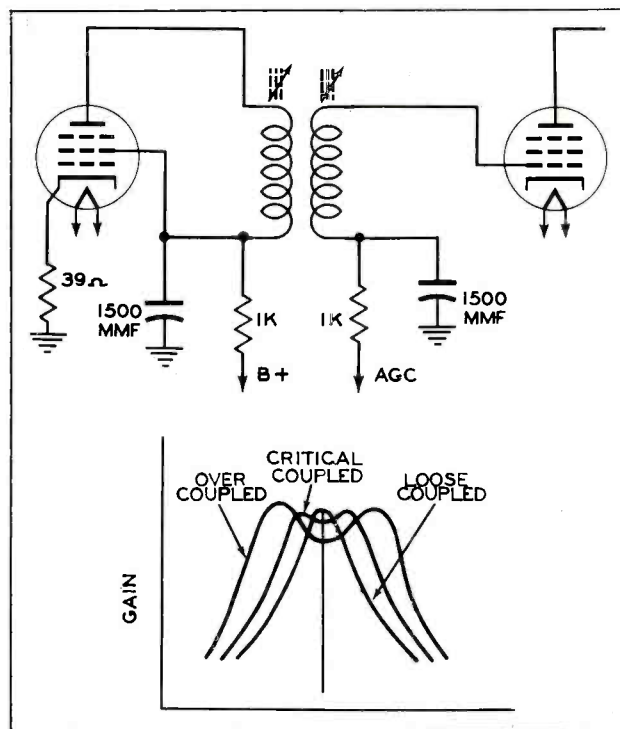 39Ω
1500
MMF
1K
B+
1K
AGC
1500
MMF
OVER
COUPLED
CRITICAL
COUPLED
LOOSE
COUPLED
GAIN